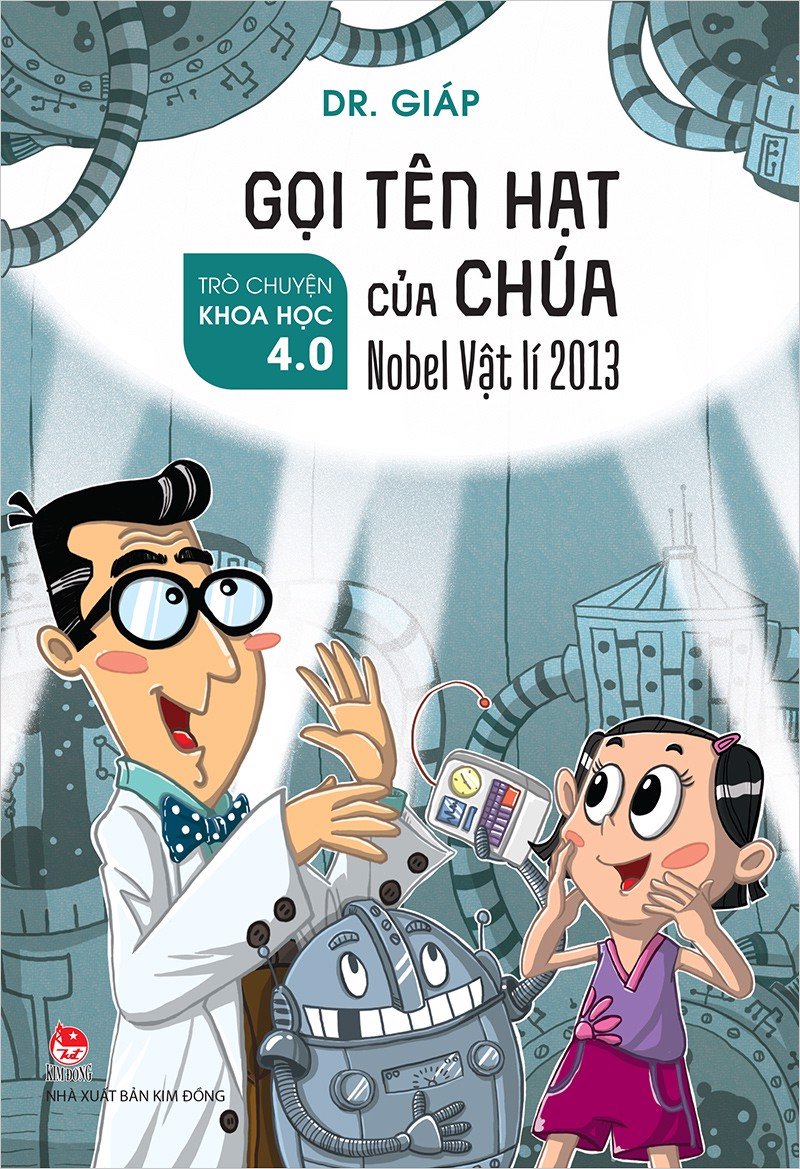 DR. GIÁP
GỌI TÊN HẠT
CỦA CHÚA
Nobel Vật lí 2013
TRÒ CHUYỆN
KHOA HỌC
4.0
KIM ĐỒNG
NHÀ XUẤT BẢN KIM ĐỒNG